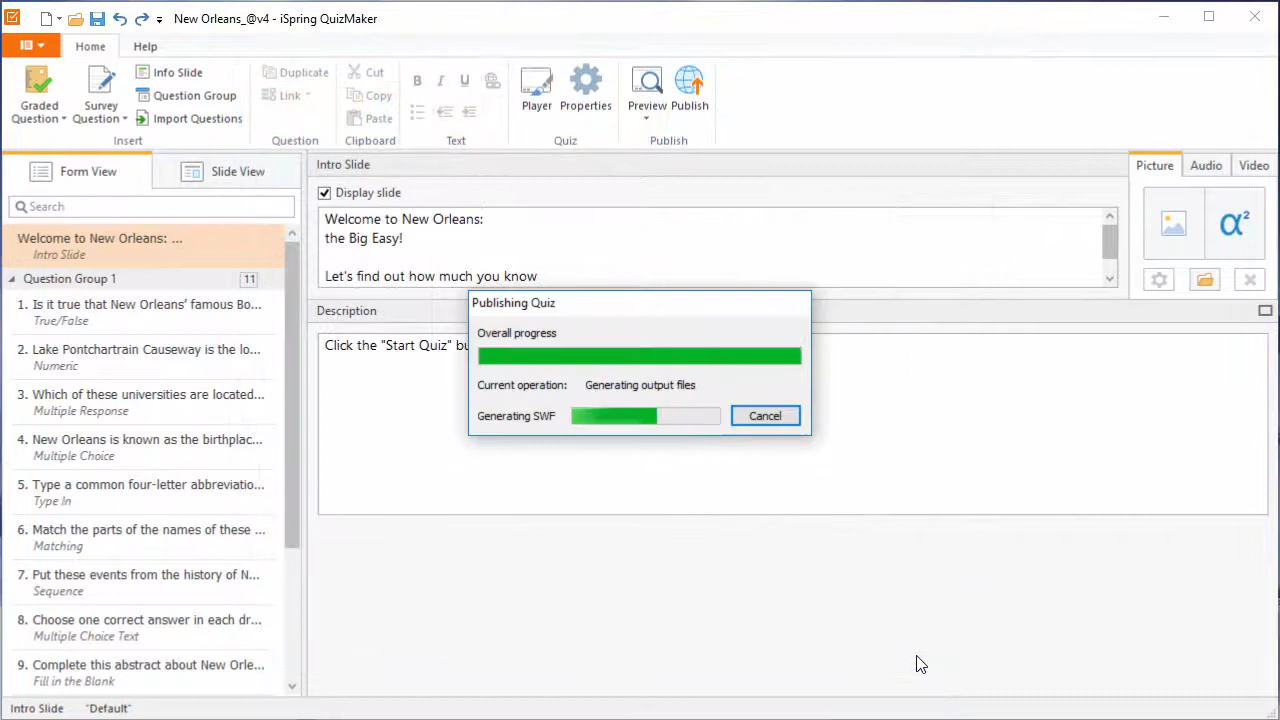 New Orleans_@v4 - iSpring QuizMaker
Home
Help
Graded Question
Survey Question
Info Slide
Question Group
Import Questions
Insert
Duplicate
Link
Question
Cut
Copy
Paste
Clipboard
B I U
Text
Player
Properties
Quiz
Preview
Publish
Publish
Form View
Slide View
Search
Welcome to New Orleans: ...
Intro Slide
Question Group 1
11
1. Is it true that New Orleans’ famous Bo...
True/False
2. Lake Pontchartrain Causeway is the lo...
Numeric
3. Which of these universities are located...
Multiple Response
4. New Orleans is known as the birthplac...
Multiple Choice
5. Type a common four-letter abbreviatio...
Type In
6. Match the parts of the names of these ...
Matching
7. Put these events from the history of N...
Sequence
8. Choose one correct answer in each dr...
Multiple Choice Text
9. Complete this abstract about New Orle...
Fill in the Blank
Intro Slide
Display slide
Welcome to New Orleans:
the Big Easy!
Let's find out how much you know
Picture
Audio
Video
α²
Description
Click the "Start Quiz" bu
Publishing Quiz
Overall progress
Current operation: Generating output files
Generating SWF
Cancel
Intro Slide
"Default"